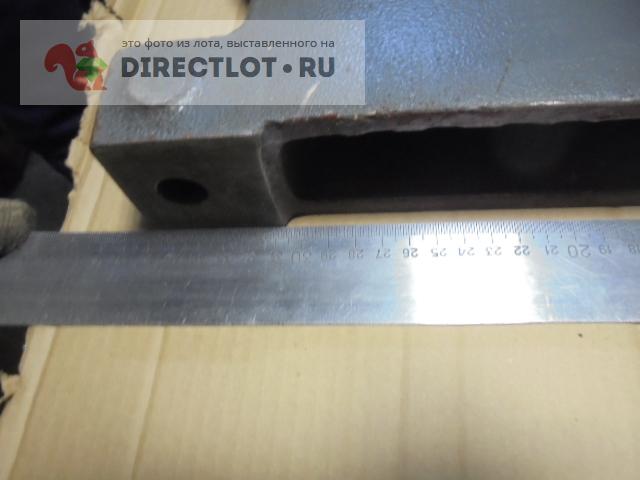 это фото из лота, выставленного на
DIRECTLOT.RU
30 29 28 27 26 25 24 23 22 21 20 19 18